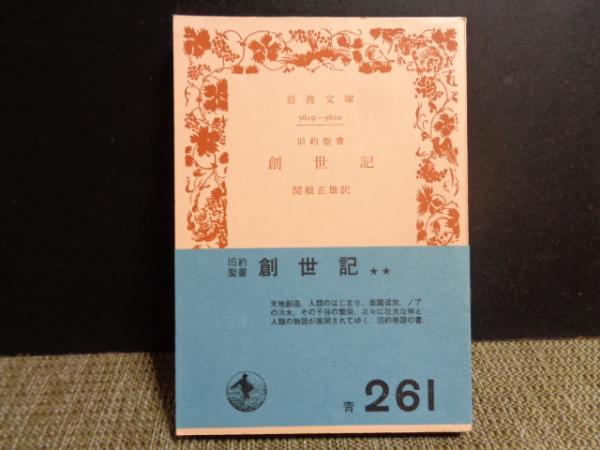 岩波文庫
5619—5620
旧約聖書
創世記
関根正雄訳
旧約
聖書 創世記 ★★
天地創造，人類のはじまり，楽園追放，ノア
の洪水，その子孫の繁栄，次々に壮大な神と
人類の物語が展開されてゆく，旧約巻頭の書．
青 261